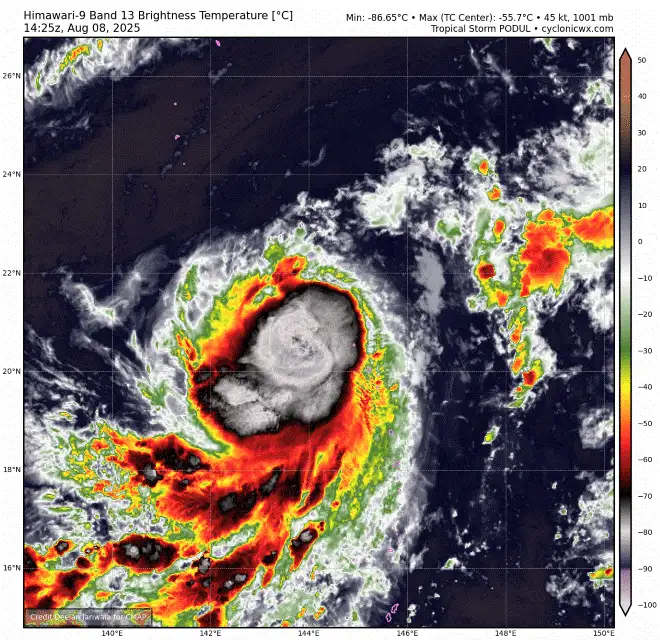 Himawari-9 Band 13 Brightness Temperature [°C]
14:25z, Aug 08, 2025
Min: -86.65°C • Max (TC Center): -55.7°C • 45 kt, 1001 mb
Tropical Storm PODUL • cyclonicwx.com
26°N
24°N
22°N
20°N
18°N
16°N
140°E
142°E
144°E
146°E
148°E
150°E
50
40
30
20
10
0
−10
−20
−30
−40
−50
−60
−70
−80
−90
−100
Credit Deelan Jariwala for CMAP